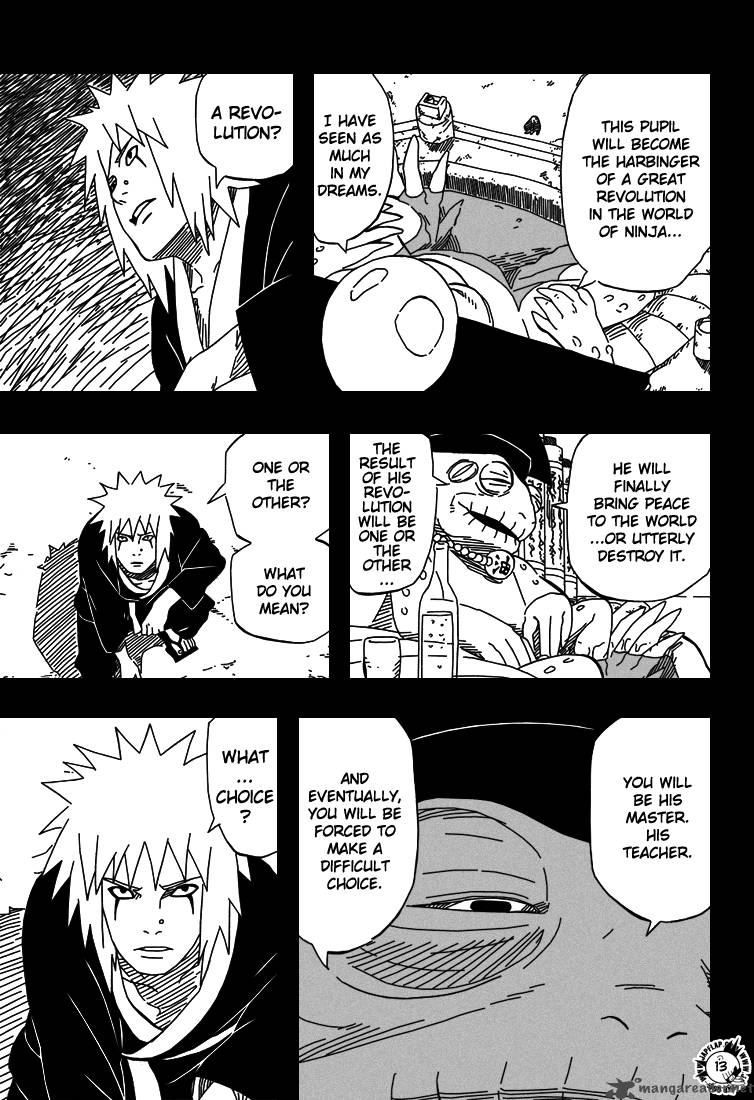 THIS PUPIL
WILL BECOME
THE HARBINGER
OF A GREAT
REVOLUTION
IN THE WORLD
OF NINJA...
I HAVE
SEEN AS
MUCH
IN MY
DREAMS.
A REVO-
LUTION?
HE WILL
FINALLY
BRING PEACE
TO THE WORLD
...OR UTTERLY
DESTROY IT.
THE
RESULT
OF HIS
REVO-
LUTION
WILL BE
ONE OR
THE
OTHER
...
油
ONE OR
THE
OTHER?
WHAT
DO YOU
MEAN?
YOU WILL
BE HIS
MASTER.
HIS
TEACHER.
AND
EVENTUALLY,
YOU WILL BE
FORCED TO
MAKE A
DIFFICULT
CHOICE.
WHAT
...
CHOICE
?
JAPFLAP
13